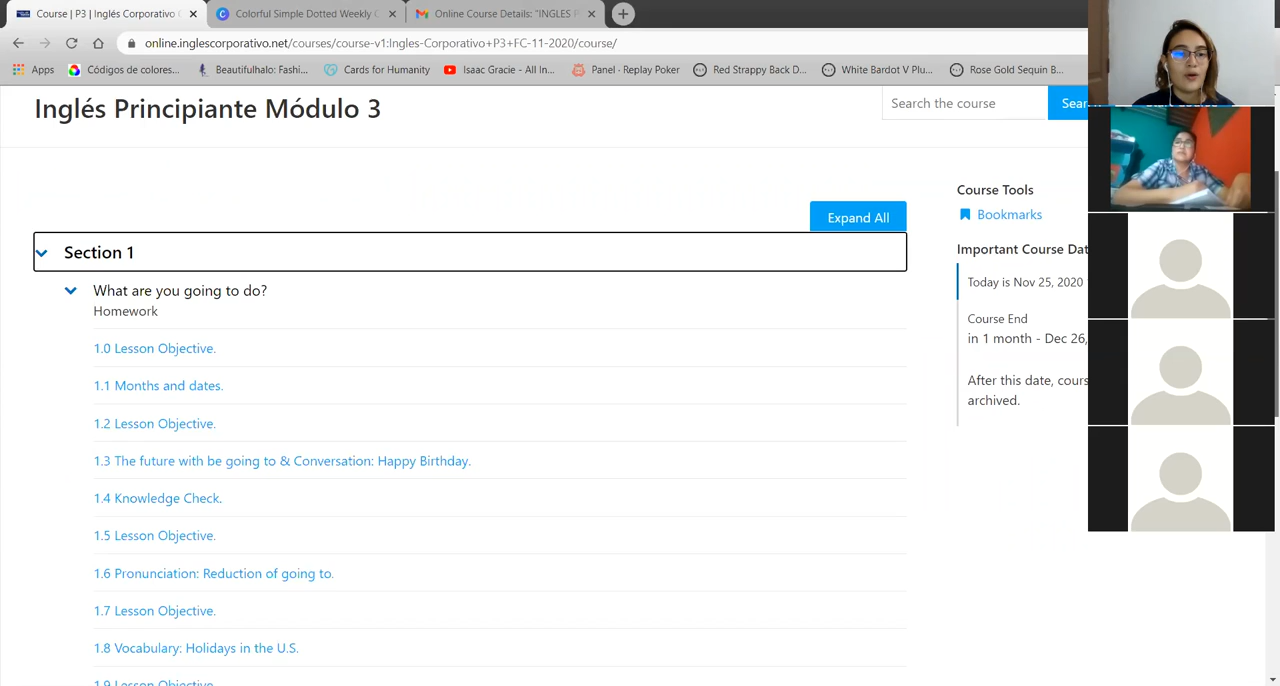 Course | P3 | Inglés Corporativo
Colorful Simple Dotted Weekly C
Online Course Details: "INGLES P
online.inglescorporativo.net/courses/course-v1:Ingles-Corporativo+P3+FC-11-2020/course/
Apps
Códigos de colores...
Beautifulhalo: Fashi...
Cards for Humanity
Isaac Gracie - All In...
Panel - Replay Poker
Red Strappy Back D...
White Bardot V Plu...
Rose Gold Sequin B...
Inglés Principiante Módulo 3
Search the course
Sear
Expand All
Section 1
What are you going to do?
Homework
1.0 Lesson Objective.
1.1 Months and dates.
1.2 Lesson Objective.
1.3 The future with be going to & Conversation: Happy Birthday.
1.4 Knowledge Check.
1.5 Lesson Objective.
1.6 Pronunciation: Reduction of going to.
1.7 Lesson Objective.
1.8 Vocabulary: Holidays in the U.S.
1.9 Lesson Objective.
Course Tools
Bookmarks
Important Course Dat
Today is Nov 25, 2020
Course End
in 1 month - Dec 26,
After this date, cours
archived.